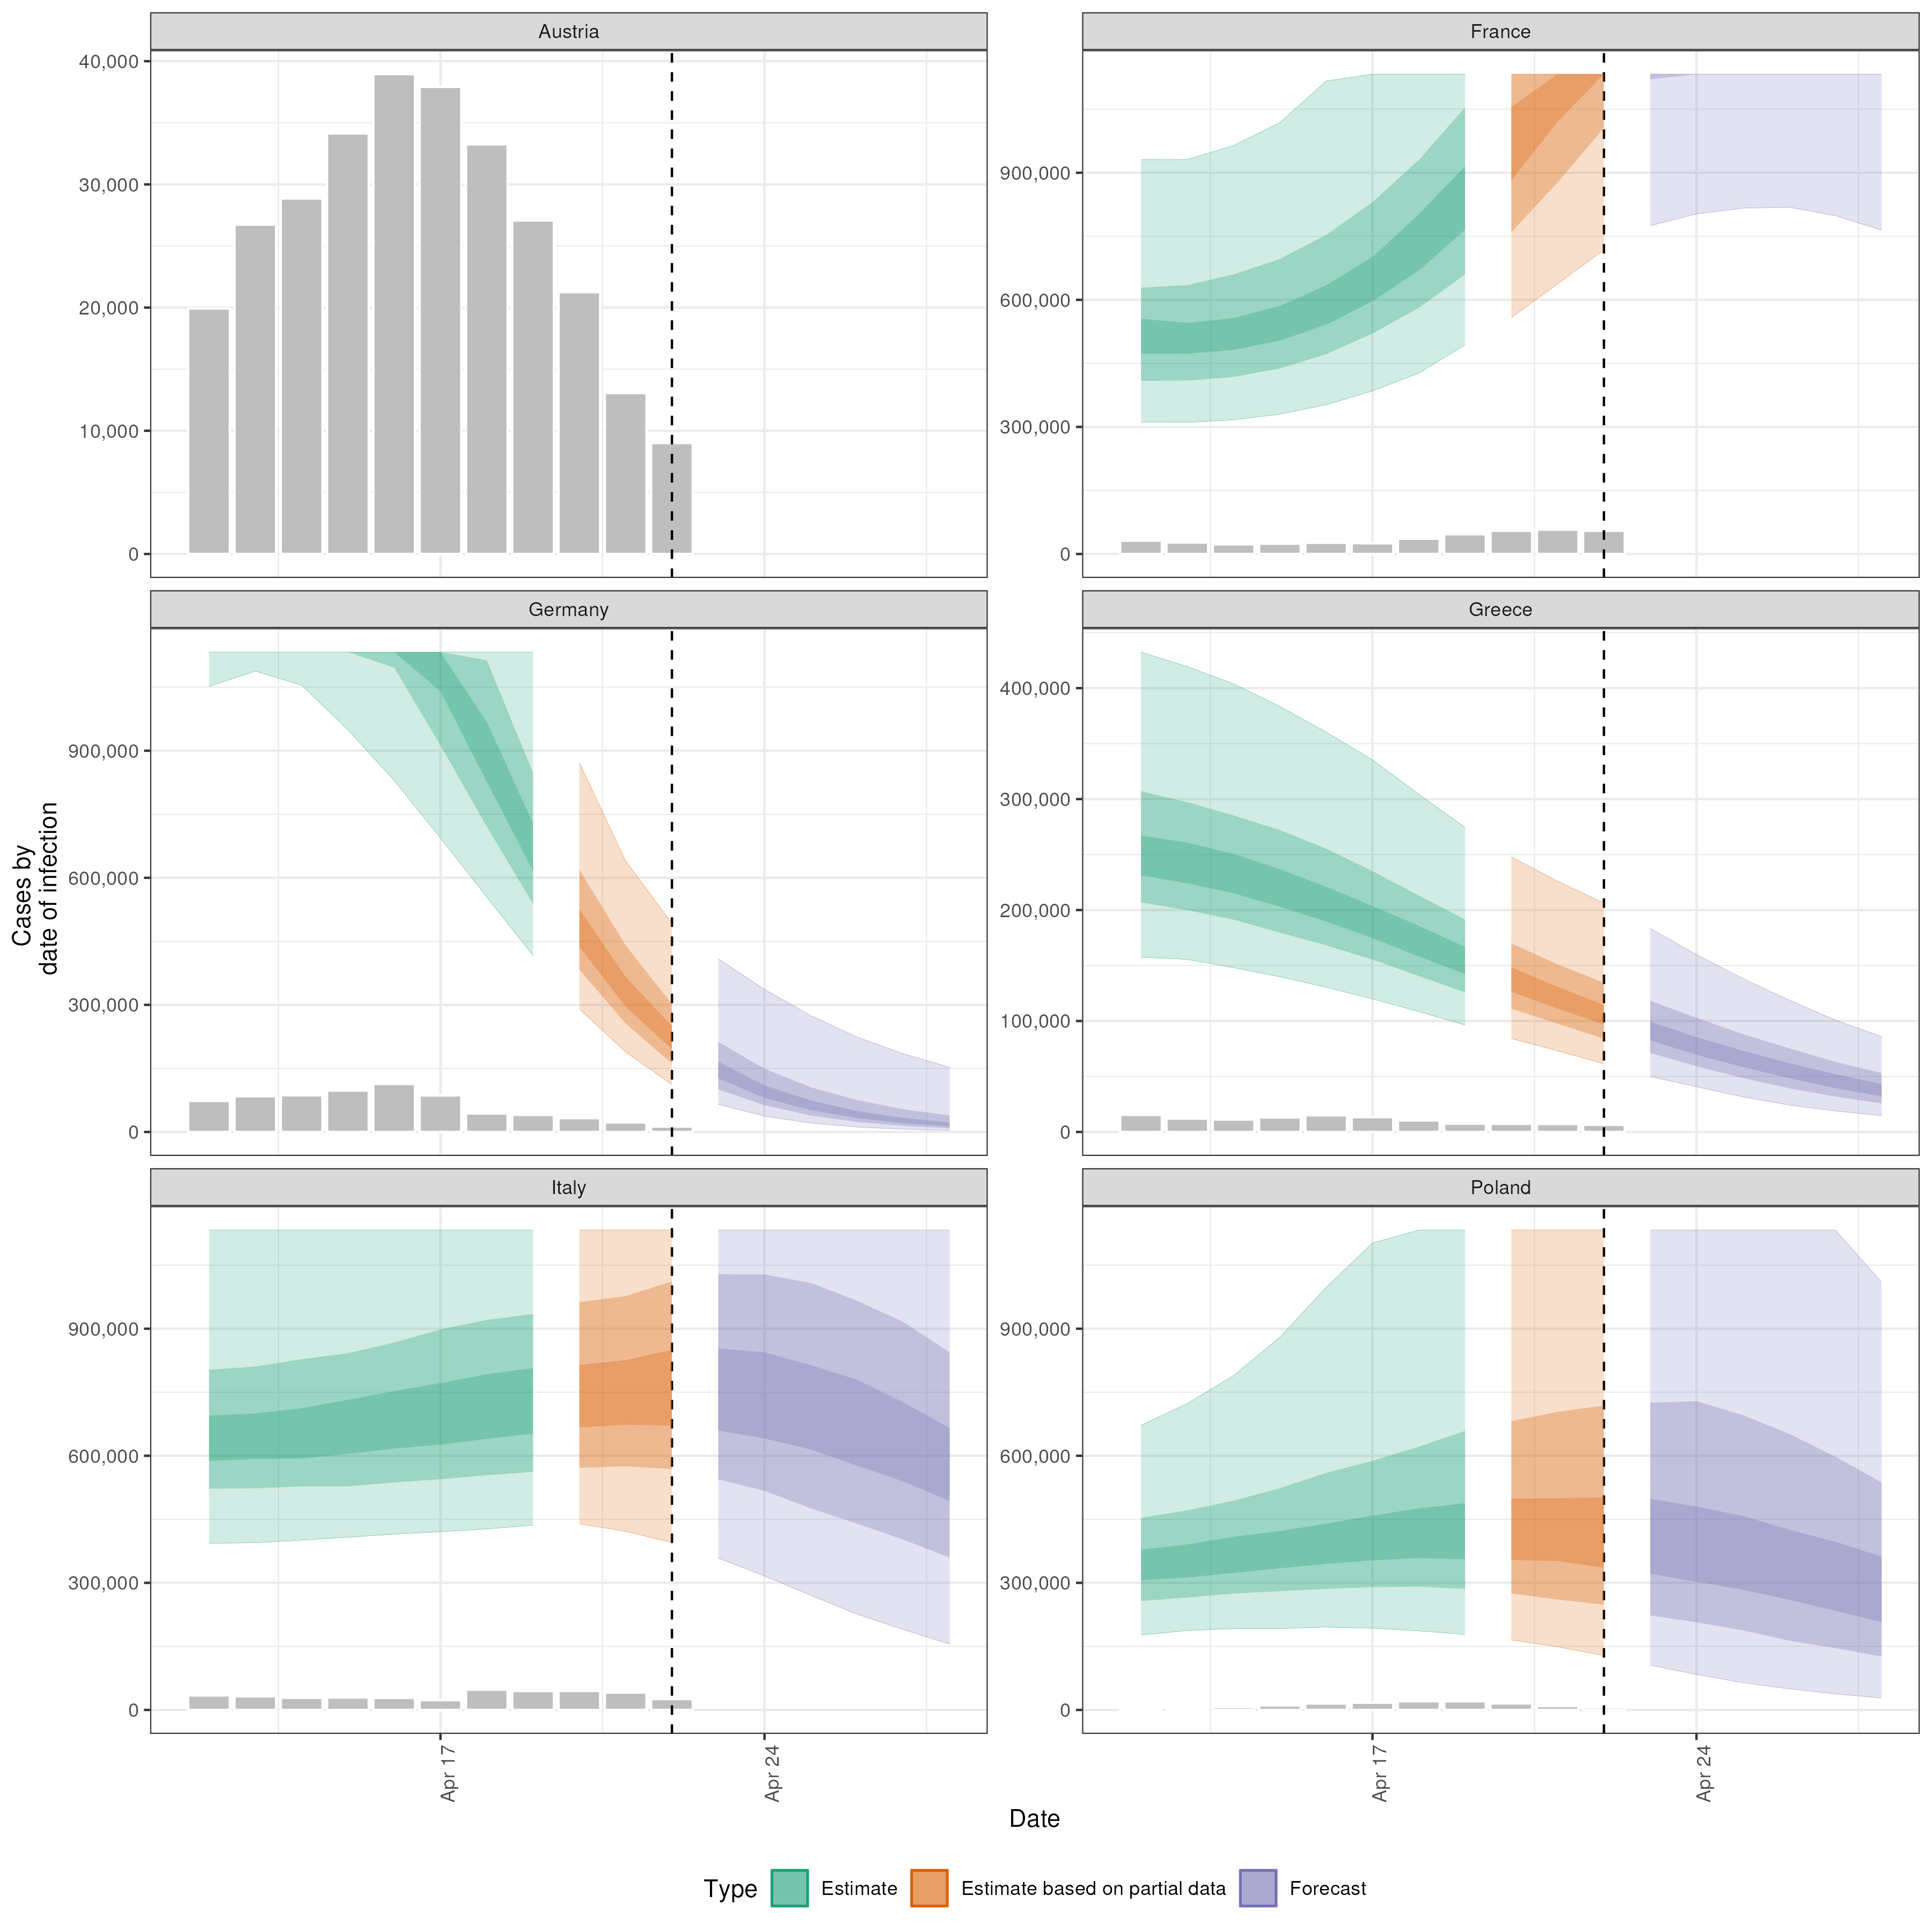 Austria
France
40,000
30,000
20,000
10,000
0
900,000
600,000
300,000
0
Germany
Greece
900,000
600,000
300,000
0
400,000
300,000
200,000
100,000
0
Cases by
date of infection
Italy
Poland
900,000
600,000
300,000
0
900,000
600,000
300,000
0
Apr 17
Apr 24
Apr 17
Apr 24
Date
Type Estimate Estimate based on partial data Forecast